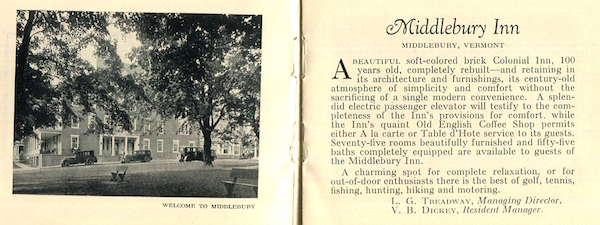 WELCOME TO MIDDLEBURY
Middlebury Inn
MIDDLEBURY, VERMONT
A BEAUTIFUL soft-colored brick Colonial Inn, 100
years old, completely rebuilt—and retaining in
its architecture and furnishings, its century-old
atmosphere of simplicity and comfort without the
sacrificing of a single modern convenience. A splen-
did electric passenger elevator will testify to the com-
pleteness of the Inn's provisions for comfort, while
the Inn's quaint Old English Coffee Shop permits
either A la carte or Table d'Hote service to its guests.
Seventy-five rooms beautifully furnished and fifty-five
baths completely equipped are available to guests of
the Middlebury Inn.
A charming spot for complete relaxation, or for
out-of-door enthusiasts there is the best of golf, tennis,
fishing, hunting, hiking and motoring.
L. G. TREADWAY, Managing Director.
V. B. DICKEY, Resident Manager.